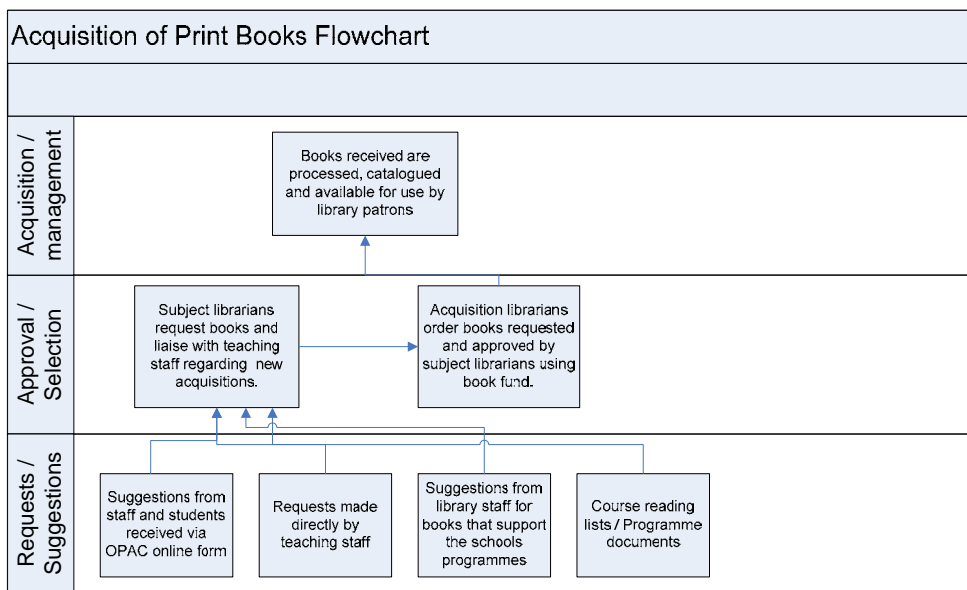 Acquisition of Print Books Flowchart
Acquisition /
management
Books received are
processed, catalogued
and available for use by
library patrons
Approval /
Selection
Subject librarians
request books and
liaise with teaching
staff regarding new
acquisitions.
Acquisition librarians
order books requested
and approved by
subject librarians using
book fund.
Requests /
Suggestions
Suggestions from
staff and students
received via
OPAC online form
Requests made
directly by
teaching staff
Suggestions from
library staff for
books that support
the schools
programmes
Course reading
lists / Programme
documents